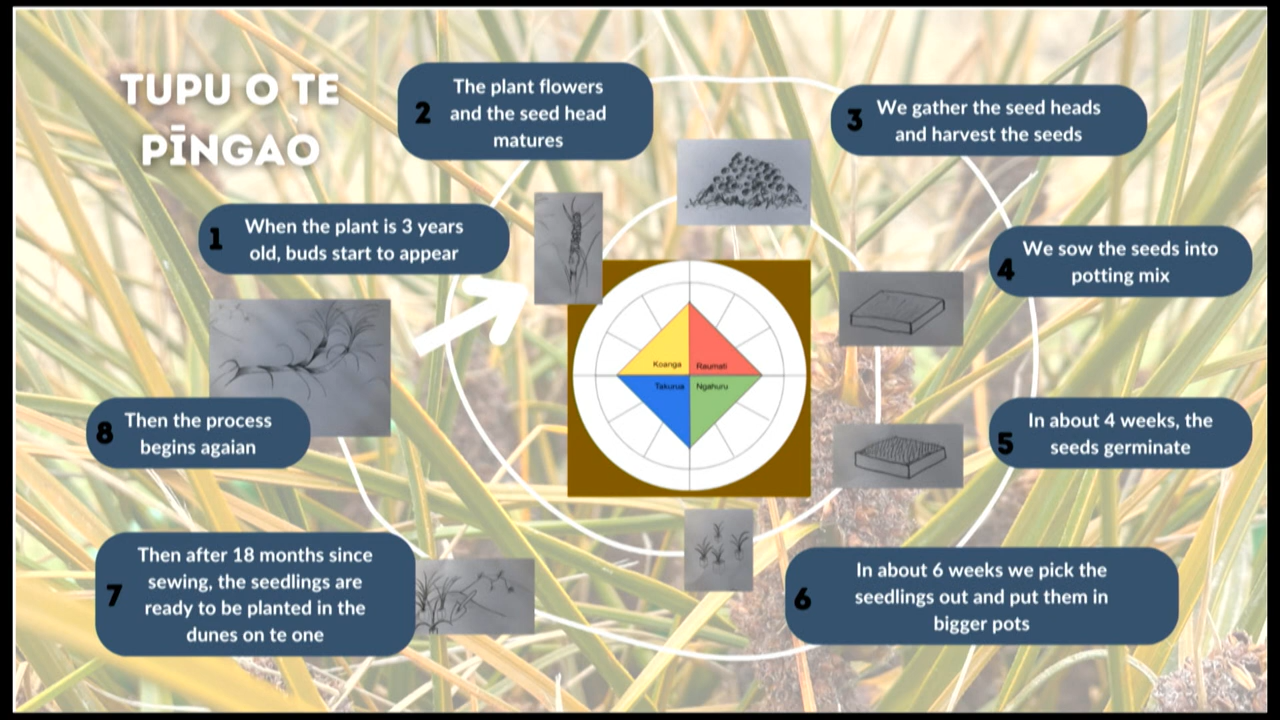 TUPU O TE
PĪNGAO
1
When the plant is 3 years
old, buds start to appear
2
The plant flowers
and the seed head
matures
3
We gather the seed heads
and harvest the seeds
4
We sow the seeds into
potting mix
5
In about 4 weeks, the
seeds germinate
6
In about 6 weeks we pick the
seedlings out and put them in
bigger pots
7
Then after 18 months since
sewing, the seedlings are
ready to be planted in the
dunes on te one
8
Then the process
begins agaian
Koanga
Raumati
Takurua
Ngahuru